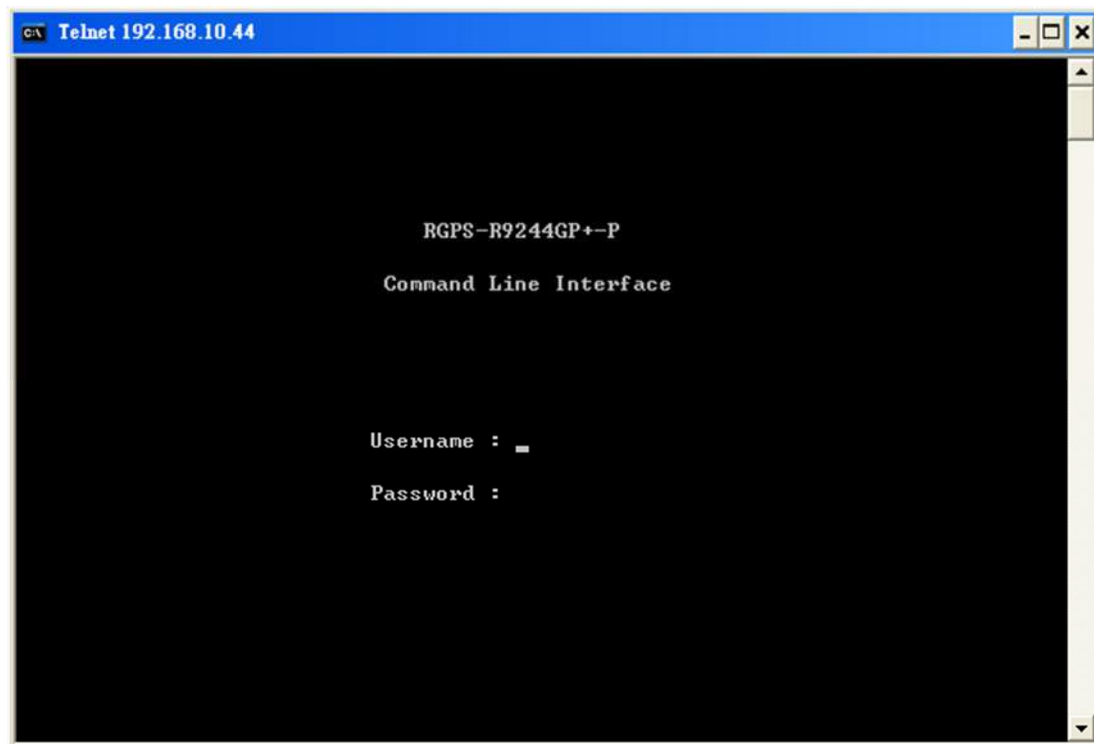 Telnet 192.168.10.44
RGPS-R9244GP+-P
Command Line Interface
Username : _
Password :